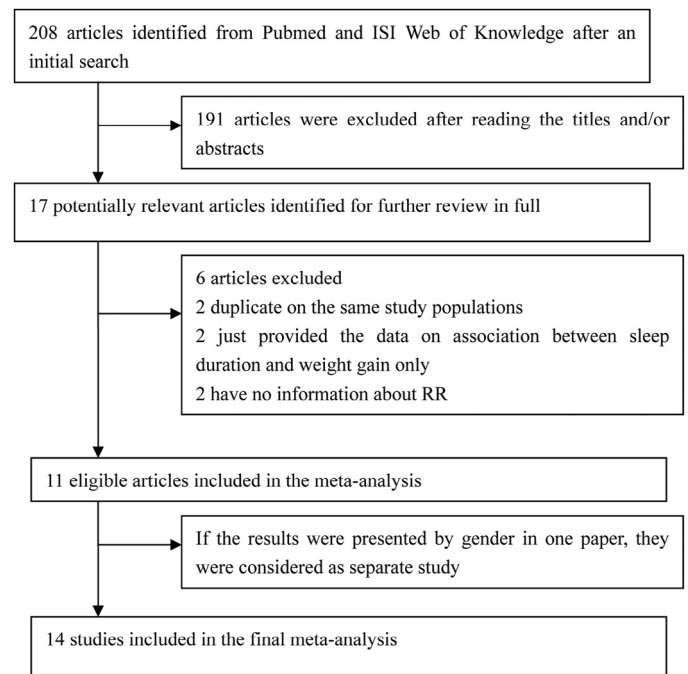 208 articles identified from Pubmed and ISI Web of Knowledge after an
initial search
191 articles were excluded after reading the titles and/or
abstracts
17 potentially relevant articles identified for further review in full
6 articles excluded
2 duplicate on the same study populations
2 just provided the data on association between sleep
duration and weight gain only
2 have no information about RR
11 eligible articles included in the meta-analysis
If the results were presented by gender in one paper, they
were considered as separate study
14 studies included in the final meta-analysis